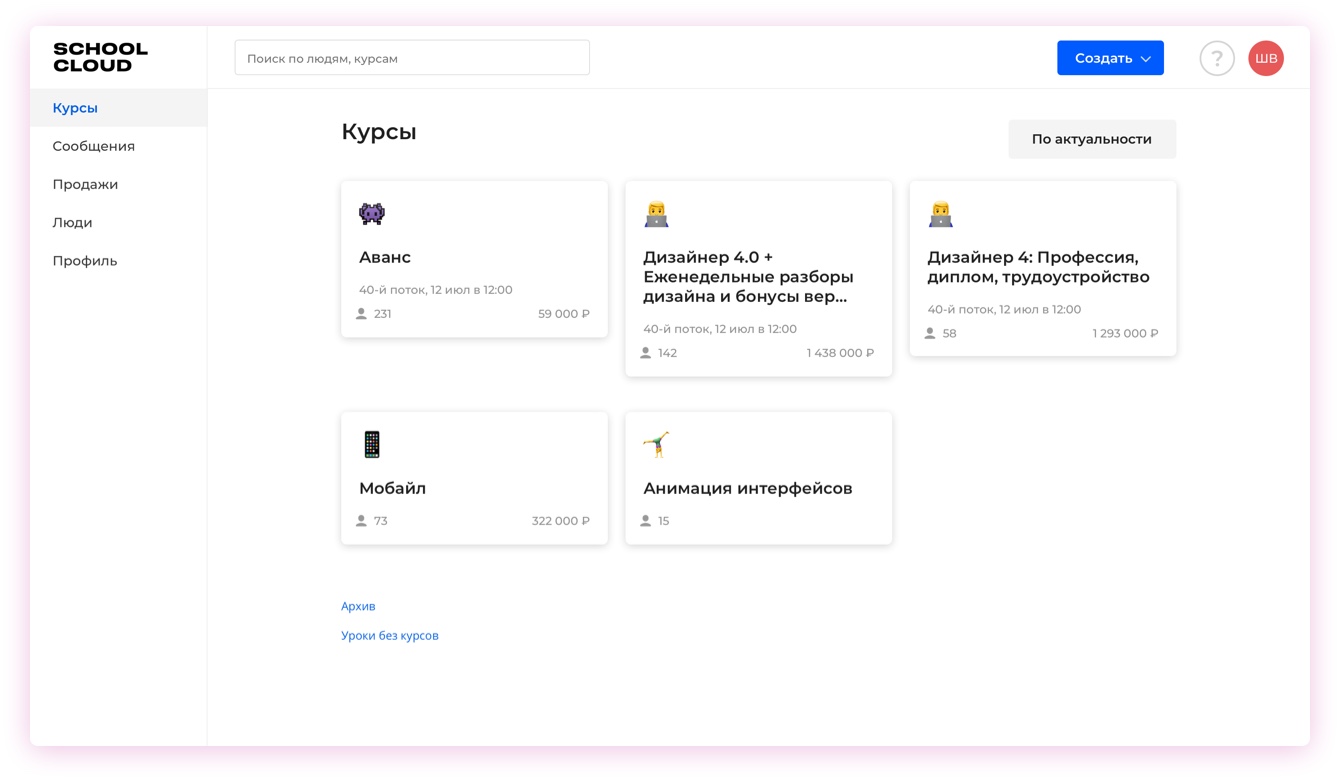 SCHOOL
CLOUD
Поиск по людям, курсам
Создать
?
ШВ
Курсы
Сообщения
Продажи
Люди
Профиль
Курсы
По актуальности
Аванс
40-й поток, 12 июл в 12:00
231
59 000 ₽
Дизайнер 4.0 +
Еженедельные разборы
дизайна и бонусы вер...
40-й поток, 12 июл в 12:00
142
1 438 000 ₽
Дизайнер 4: Профессия,
диплом, трудоустройство
40-й поток, 12 июл в 12:00
58
1 293 000 ₽
Мобайл
73
322 000 ₽
Анимация интерфейсов
15
Архив
Уроки без курсов